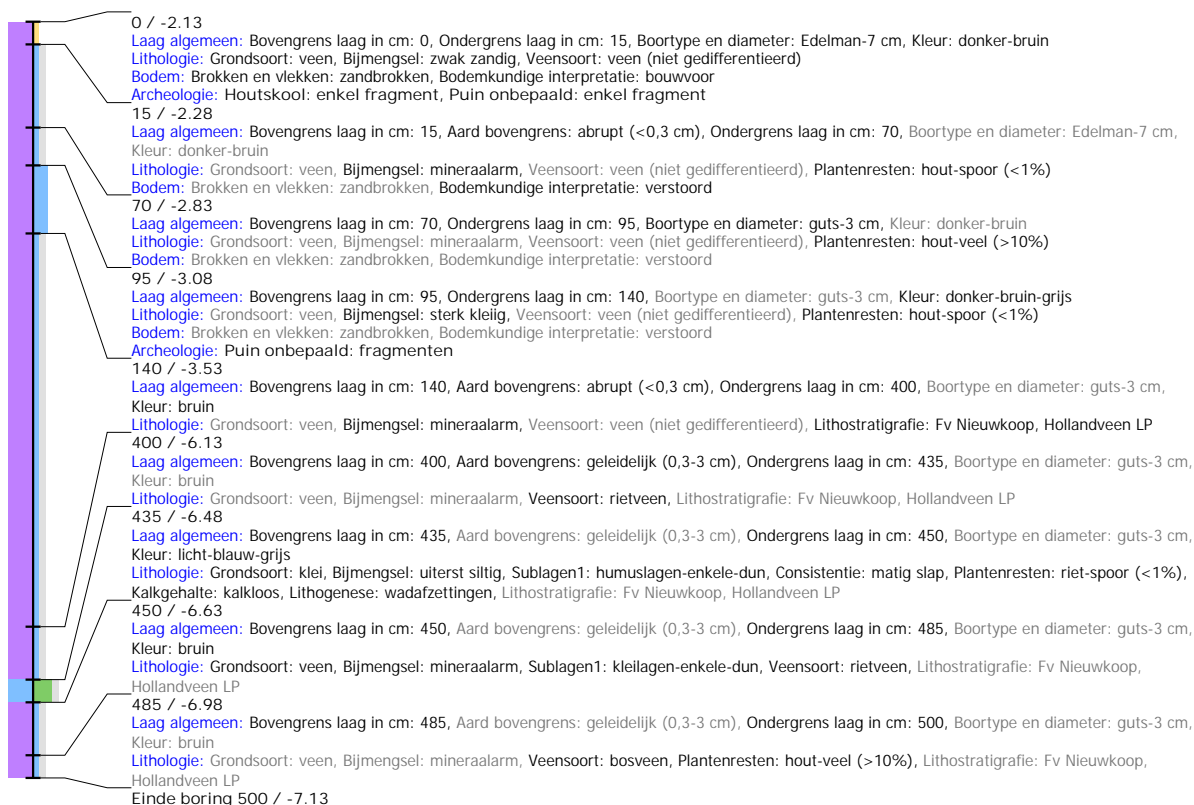 0 / -2.13
Laag algemeen: Bovengrens laag in cm: 0, Ondergrens laag in cm: 15, Boortype en diameter: Edelman-7 cm, Kleur: donker-bruin
Lithologie: Grondsoort: veen, Bijmengsel: zwak zandig, Veensoort: veen (niet gedifferentieerd)
Bodem: Brokken en vlekken: zandbrokken, Bodemkundige interpretatie: bouwvoor
Archeologie: Houtskool: enkel fragment, Puin onbepaald: enkel fragment
15 / -2.28
Laag algemeen: Bovengrens laag in cm: 15, Aard bovengrens: abrupt (<0,3 cm), Ondergrens laag in cm: 70, Boortype en diameter: Edelman-7 cm,
Kleur: donker-bruin
Lithologie: Grondsoort: veen, Bijmengsel: mineraalarm, Veensoort: veen (niet gedifferentieerd), Plantenresten: hout-spoor (<1%)
Bodem: Brokken en vlekken: zandbrokken, Bodemkundige interpretatie: verstoord
70 / -2.83
Laag algemeen: Bovengrens laag in cm: 70, Ondergrens laag in cm: 95, Boortype en diameter: guts-3 cm, Kleur: donker-bruin
Lithologie: Grondsoort: veen, Bijmengsel: mineraalarm, Veensoort: veen (niet gedifferentieerd), Plantenresten: hout-veel (>10%)
Bodem: Brokken en vlekken: zandbrokken, Bodemkundige interpretatie: verstoord
95 / -3.08
Laag algemeen: Bovengrens laag in cm: 95, Ondergrens laag in cm: 140, Boortype en diameter: guts-3 cm, Kleur: donker-bruin-grijs
Lithologie: Grondsoort: veen, Bijmengsel: sterk kleiig, Veensoort: veen (niet gedifferentieerd), Plantenresten: hout-spoor (<1%)
Bodem: Brokken en vlekken: zandbrokken, Bodemkundige interpretatie: verstoord
Archeologie: Puin onbepaald: fragmenten
140 / -3.53
Laag algemeen: Bovengrens laag in cm: 140, Aard bovengrens: abrupt (<0,3 cm), Ondergrens laag in cm: 400, Boortype en diameter: guts-3 cm,
Kleur: bruin
Lithologie: Grondsoort: veen, Bijmengsel: mineraalarm, Veensoort: veen (niet gedifferentieerd), Lithostratigrafie: Fv Nieuwkoop, Hollandveen LP
400 / -6.13
Laag algemeen: Bovengrens laag in cm: 400, Aard bovengrens: geleidelijk (0,3-3 cm), Ondergrens laag in cm: 435, Boortype en diameter: guts-3 cm,
Kleur: bruin
Lithologie: Grondsoort: veen, Bijmengsel: mineraalarm, Veensoort: rietveen, Lithostratigrafie: Fv Nieuwkoop, Hollandveen LP
435 / -6.48
Laag algemeen: Bovengrens laag in cm: 435, Aard bovengrens: geleidelijk (0,3-3 cm), Ondergrens laag in cm: 450, Boortype en diameter: guts-3 cm,
Kleur: licht-blauw-grijs
Lithologie: Grondsoort: klei, Bijmengsel: uiterst siltig, Sublagen1: humuslagen-enkele-dun, Consistentie: matig slap, Plantenresten: riet-spoor (<1%),
Kalkgehalte: kalkloos, Lithogenese: wadafzettingen, Lithostratigrafie: Fv Nieuwkoop, Hollandveen LP
450 / -6.63
Laag algemeen: Bovengrens laag in cm: 450, Aard bovengrens: geleidelijk (0,3-3 cm), Ondergrens laag in cm: 485, Boortype en diameter: guts-3 cm,
Kleur: bruin
Lithologie: Grondsoort: veen, Bijmengsel: mineraalarm, Sublagen1: kleilagen-enkele-dun, Veensoort: rietveen, Lithostratigrafie: Fv Nieuwkoop,
Hollandveen LP
485 / -6.98
Laag algemeen: Bovengrens laag in cm: 485, Aard bovengrens: geleidelijk (0,3-3 cm), Ondergrens laag in cm: 500, Boortype en diameter: guts-3 cm,
Kleur: bruin
Lithologie: Grondsoort: veen, Bijmengsel: mineraalarm, Veensoort: bosveen, Plantenresten: hout-veel (>10%), Lithostratigrafie: Fv Nieuwkoop,
Hollandveen LP
Einde boring 500 / -7.13